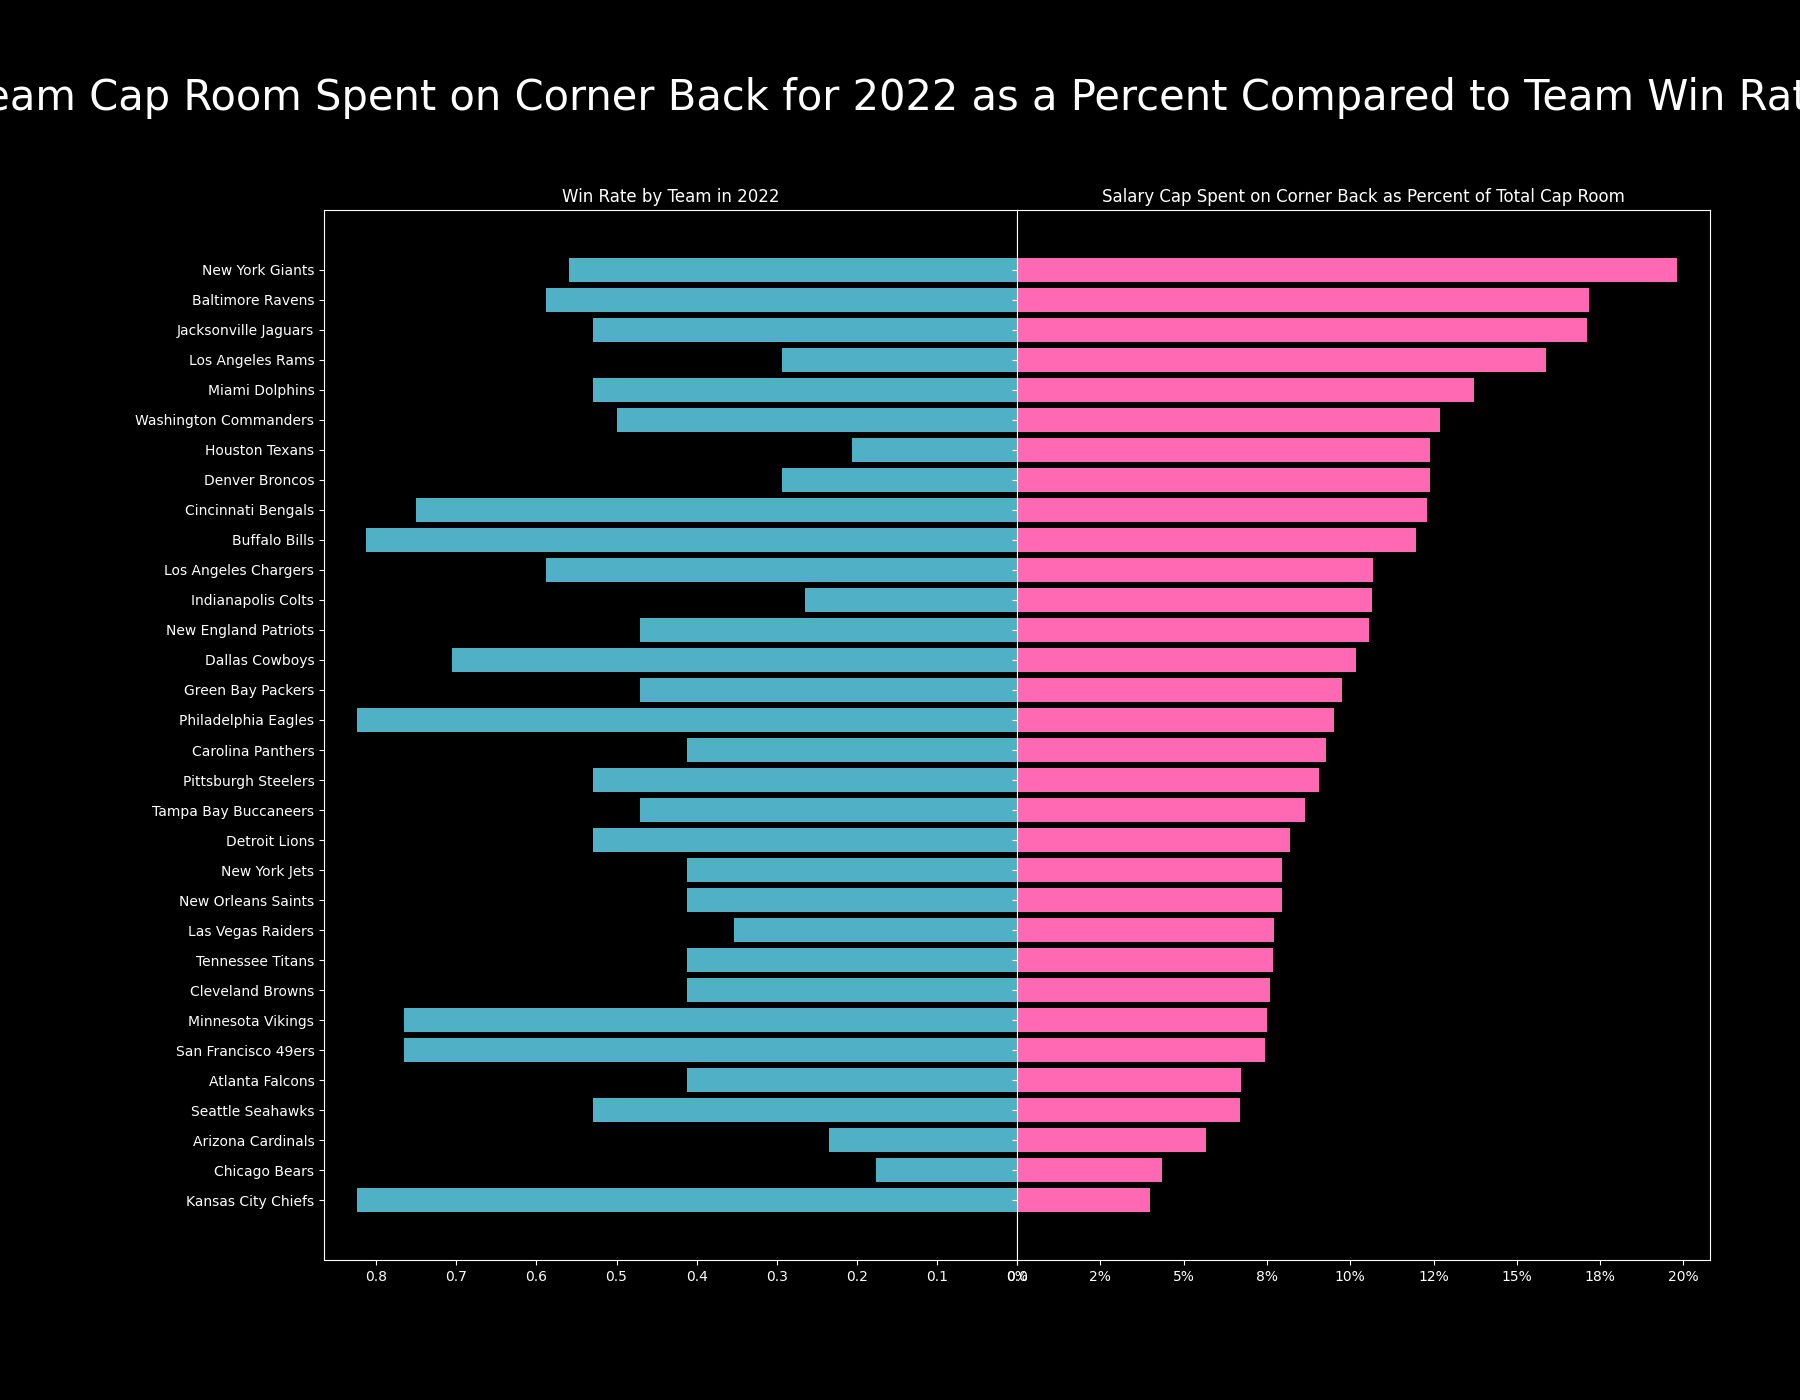 eam Cap Room Spent on Corner Back for 2022 as a Percent Compared to Team Win Rat
Win Rate by Team in 2022
Salary Cap Spent on Corner Back as Percent of Total Cap Room
New York Giants
Baltimore Ravens
Jacksonville Jaguars
Los Angeles Rams
Miami Dolphins
Washington Commanders
Houston Texans
Denver Broncos
Cincinnati Bengals
Buffalo Bills
Los Angeles Chargers
Indianapolis Colts
New England Patriots
Dallas Cowboys
Green Bay Packers
Philadelphia Eagles
Carolina Panthers
Pittsburgh Steelers
Tampa Bay Buccaneers
Detroit Lions
New York Jets
New Orleans Saints
Las Vegas Raiders
Tennessee Titans
Cleveland Browns
Minnesota Vikings
San Francisco 49ers
Atlanta Falcons
Seattle Seahawks
Arizona Cardinals
Chicago Bears
Kansas City Chiefs
0.8 0.7 0.6 0.5 0.4 0.3 0.2 0.1
2% 5% 8% 10% 12% 15% 18% 20%